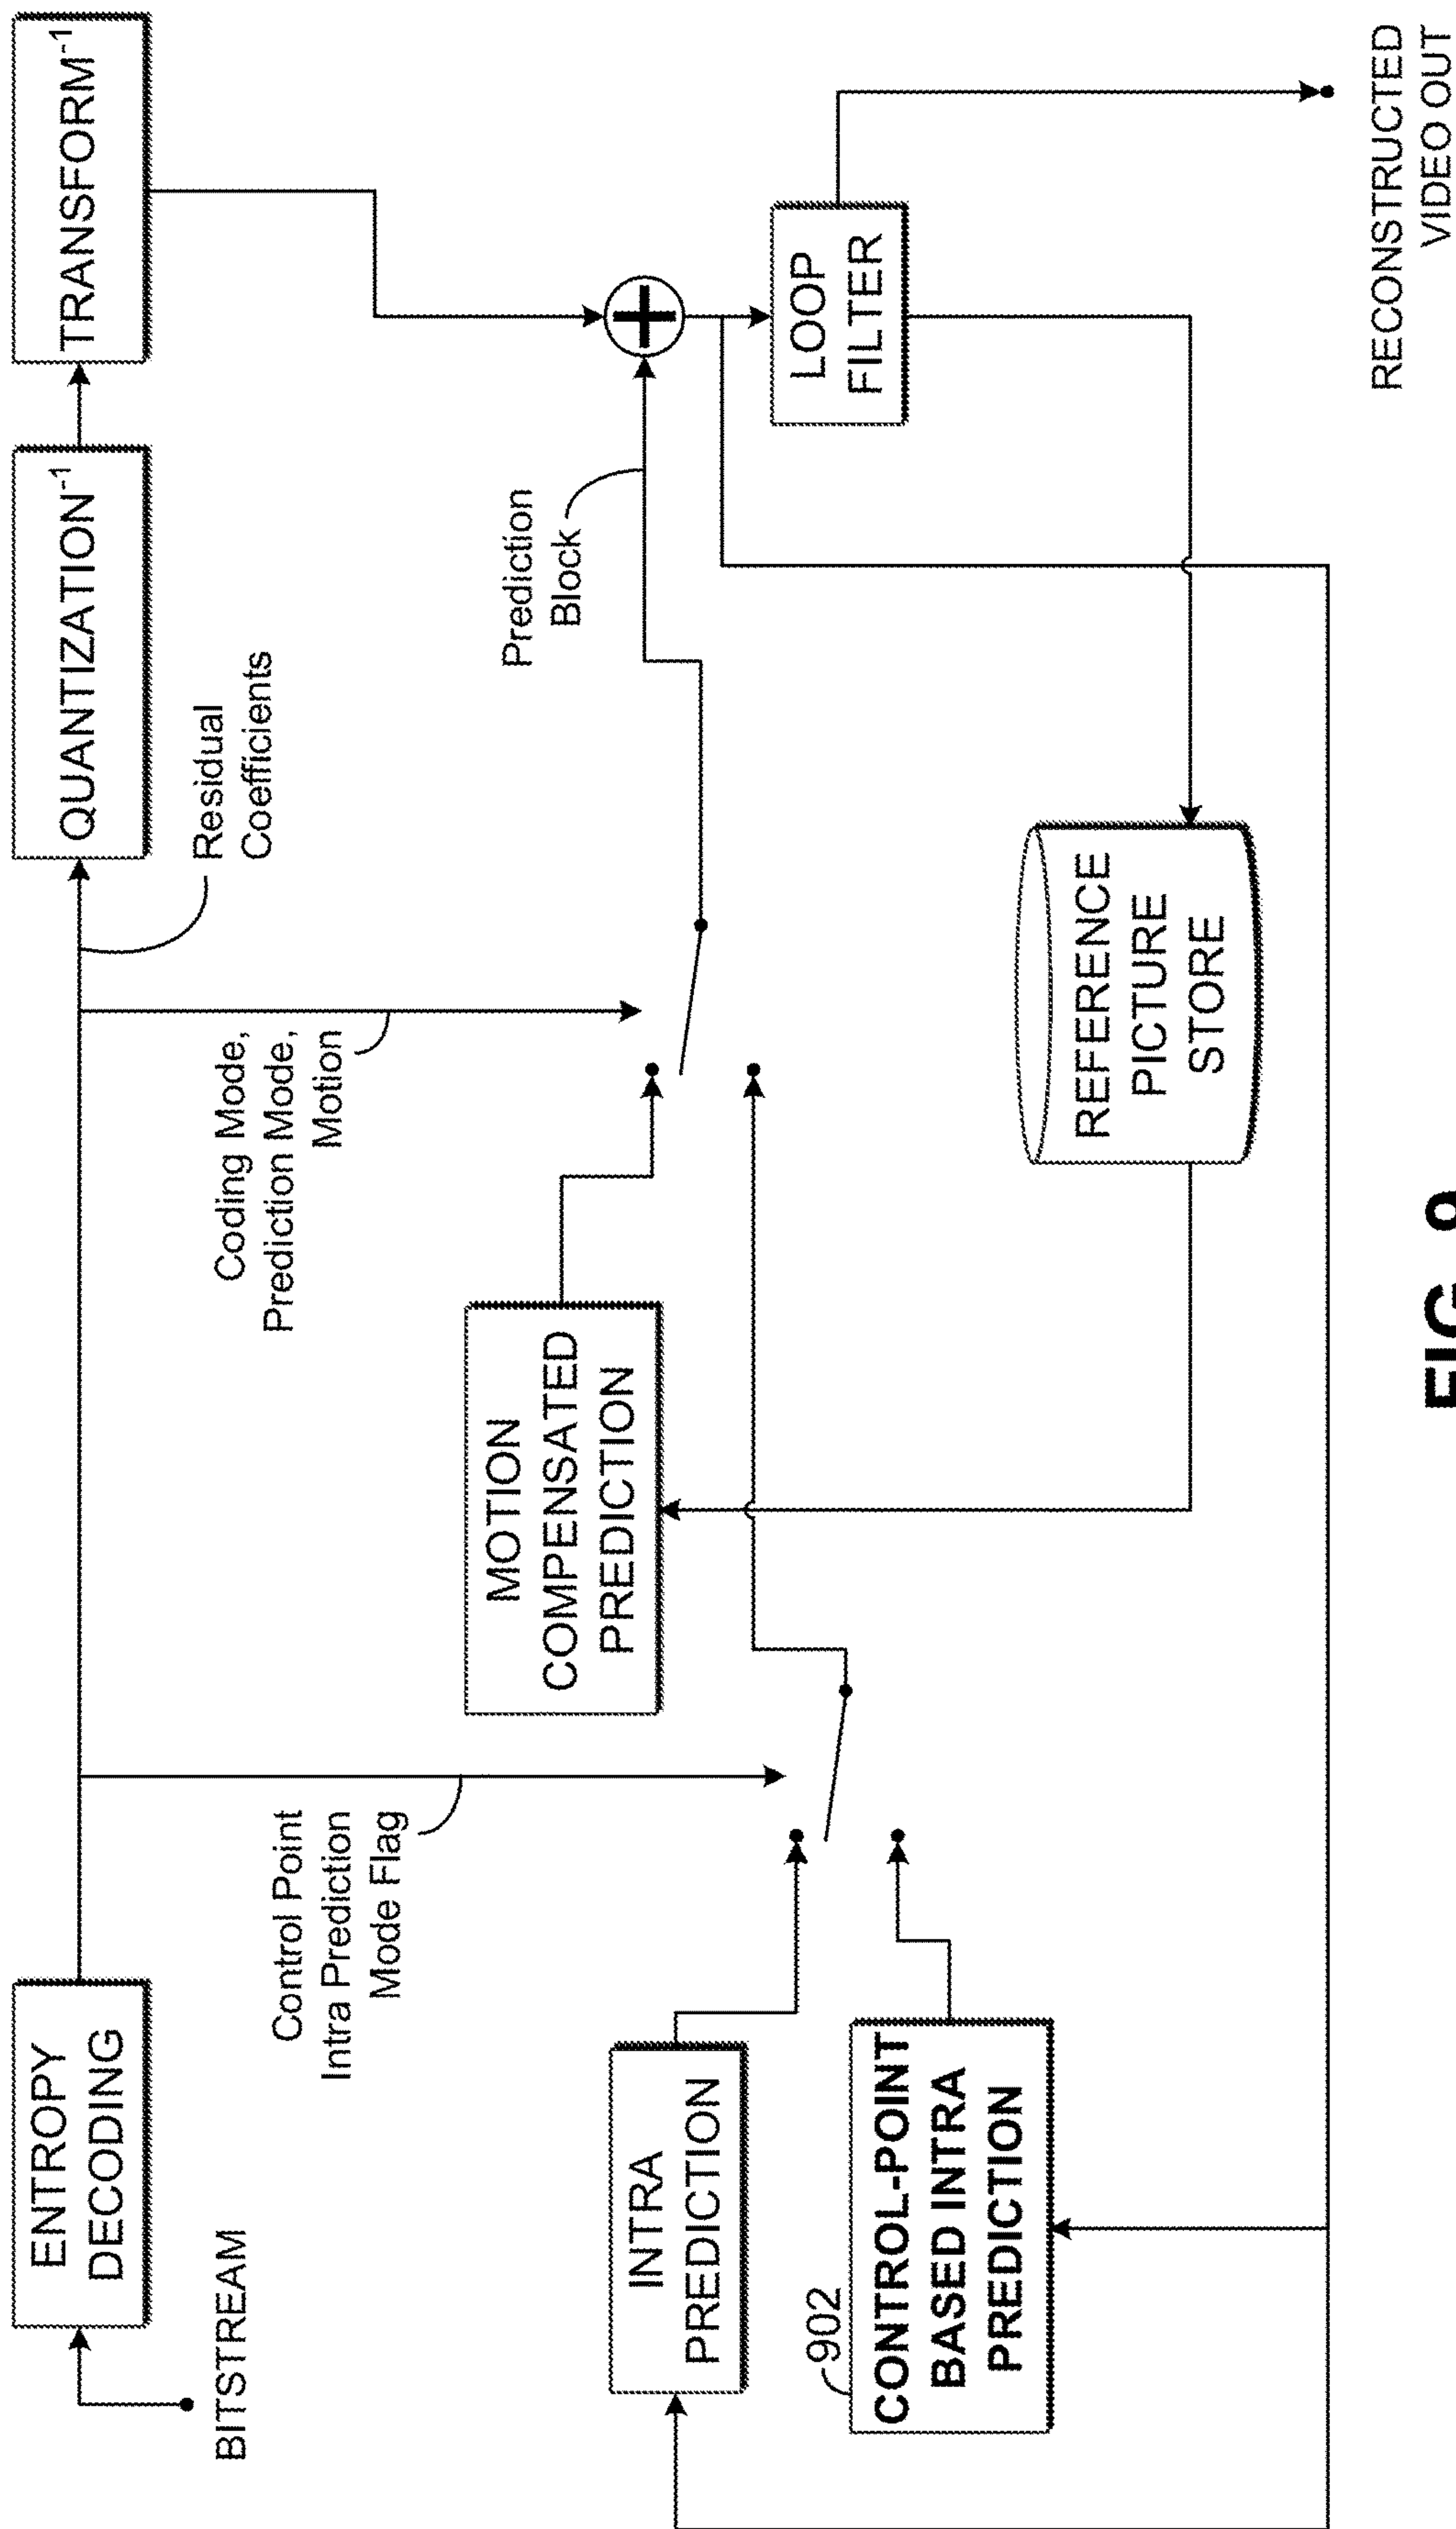 ENTROPY
DECODING
BITSTREAM
QUANTIZATION-1
TRANSFORM-1
Residual
Coefficients
Control Point
Intra Prediction
Mode Flag
Coding Mode,
Prediction Mode,
Motion
Prediction
Block
MOTION
COMPENSATED
PREDICTION
INTRA
PREDICTION
902
CONTROL-POINT
BASED INTRA
PREDICTION
LOOP
FILTER
REFERENCE
PICTURE
STORE
RECONSTRUCTED
VIDEO OUT
FIG.